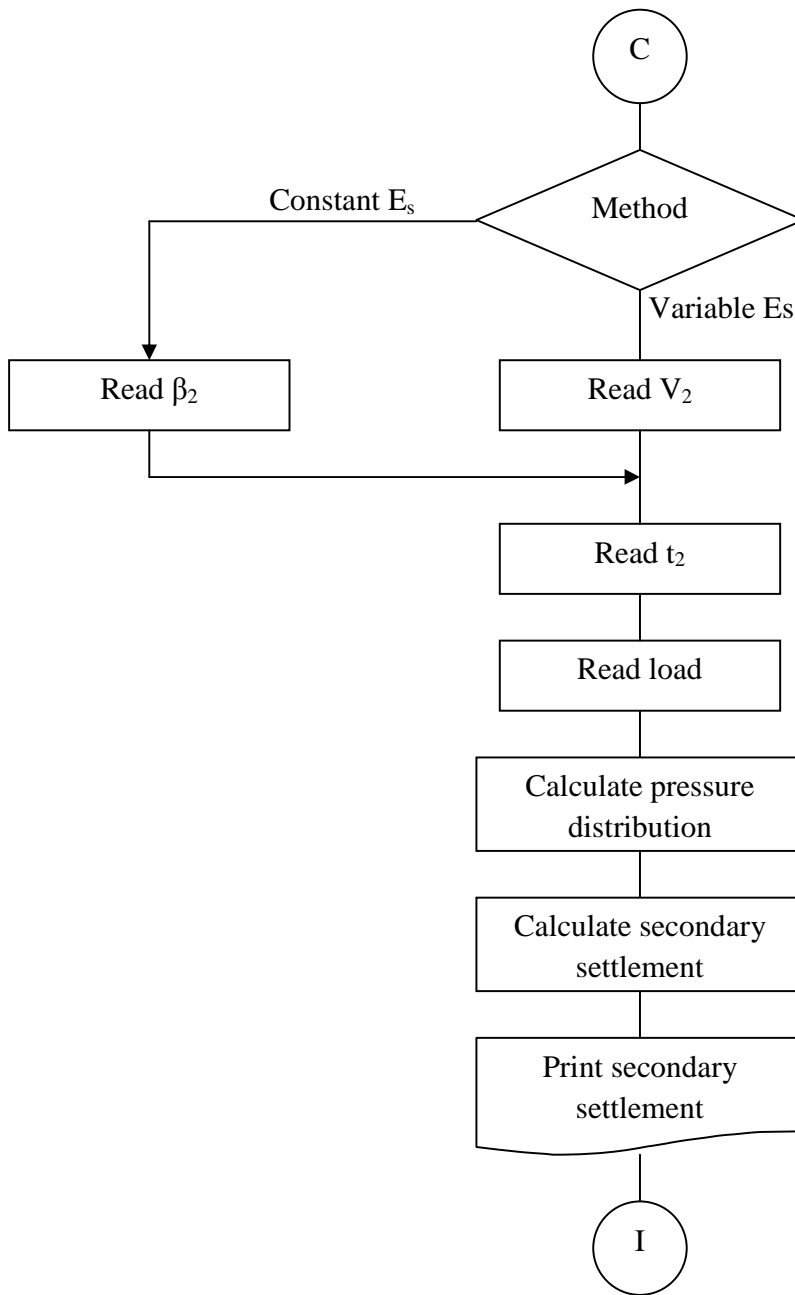 C
Method
Constant Eₛ
Variable Es
Read β₂
Read V₂
Read t₂
Read load
Calculate pressure
distribution
Calculate secondary
settlement
Print secondary
settlement
I